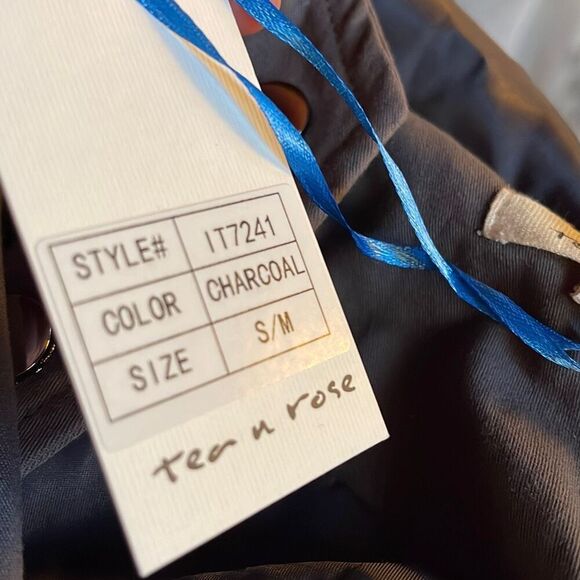 STYLE# IT7241
COLOR CHARCOAL
SIZE S/M
tea n rose